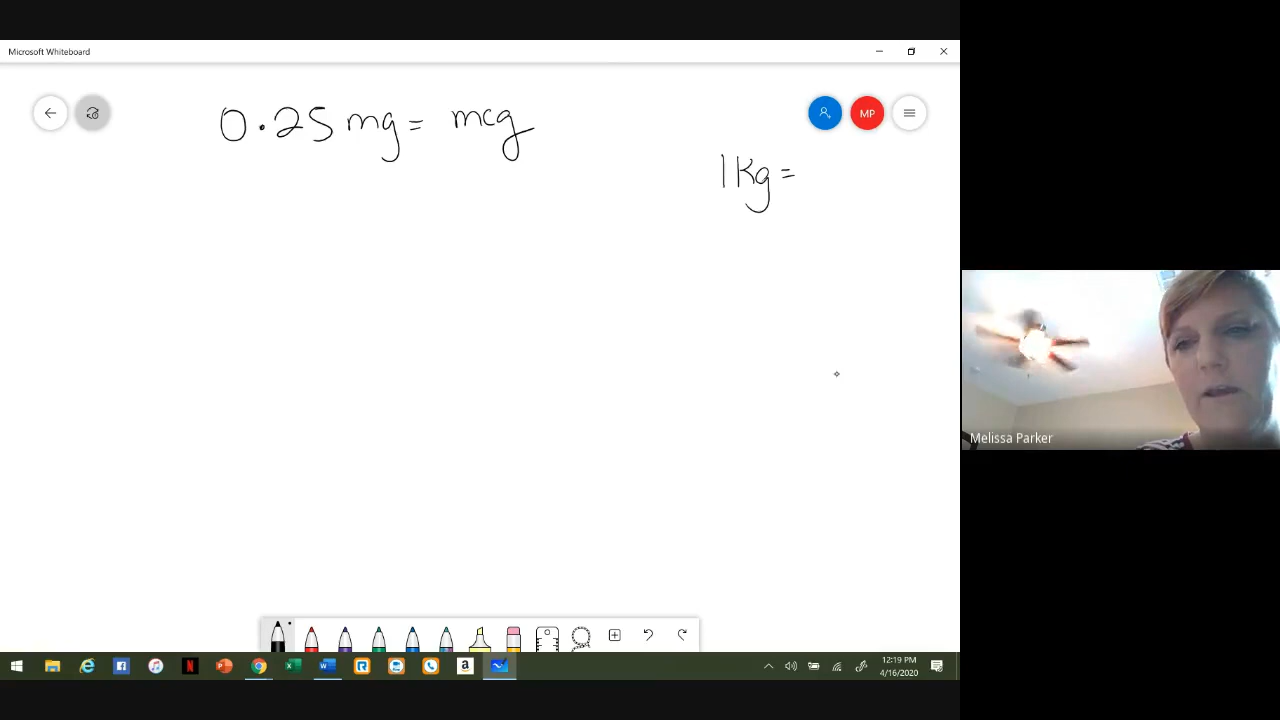 Microsoft Whiteboard
MP
0.25 mg = mcg
1 Kg =
Melissa Parker
12:19 PM
4/16/2020